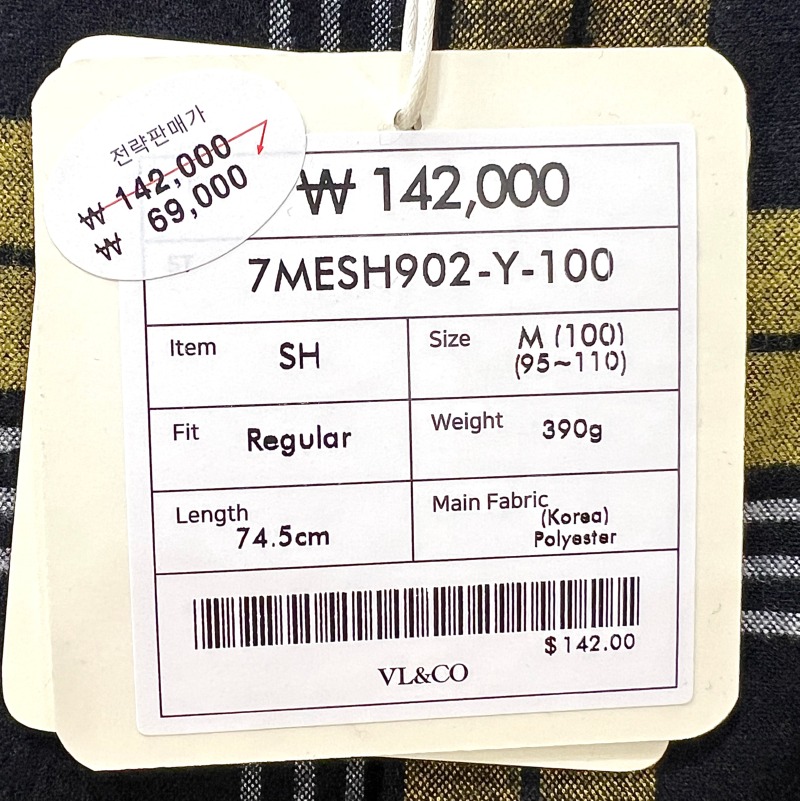 전략판매가
₩ 142,000
₩ 69,000
₩ 142,000
7MESH902-Y-100
Item SH
Size M (100)
(95~110)
Fit Regular
Weight 390g
Length
74.5cm
Main Fabric
(Korea)
Polyester
$142.00
VL&CO